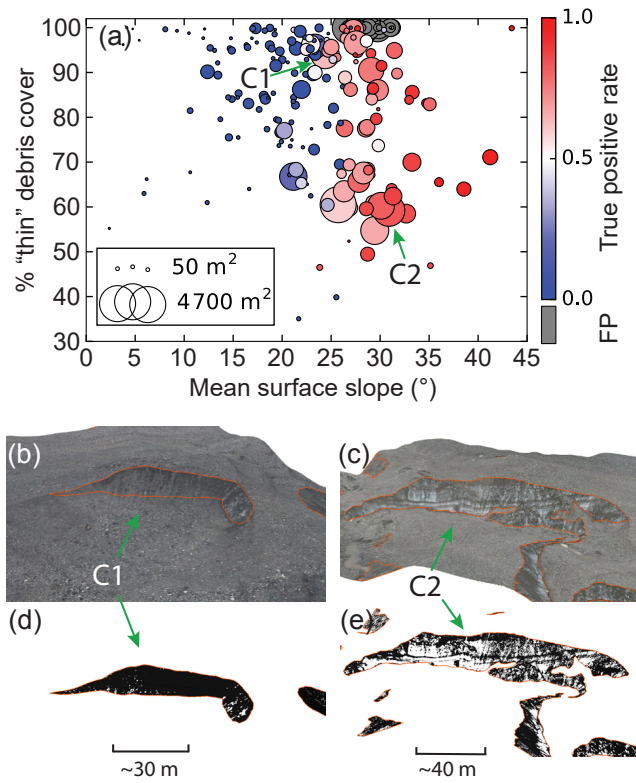 (a)
C1
C2
100
90
80
70
60
50
40
30
% “thin” debris cover
50 m²
4700 m²
0
5
10
15
20
25
30
35
40
45
Mean surface slope (°)
1.0
0.5
0.0
True positive rate
FP
(b)
(c)
C1
C2
(d)
(e)
~30 m
~40 m